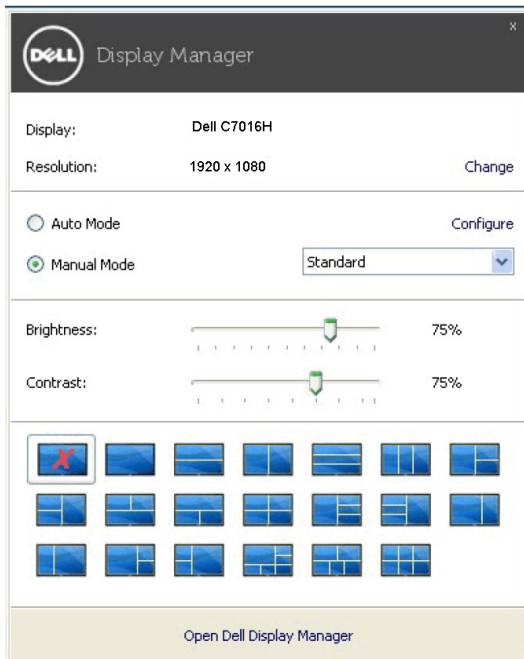 x
DELL Display Manager
Display: Dell C7016H
Resolution: 1920 x 1080 Change
Auto Mode Configure
Manual Mode Standard
Brightness: 75%
Contrast: 75%
Open Dell Display Manager